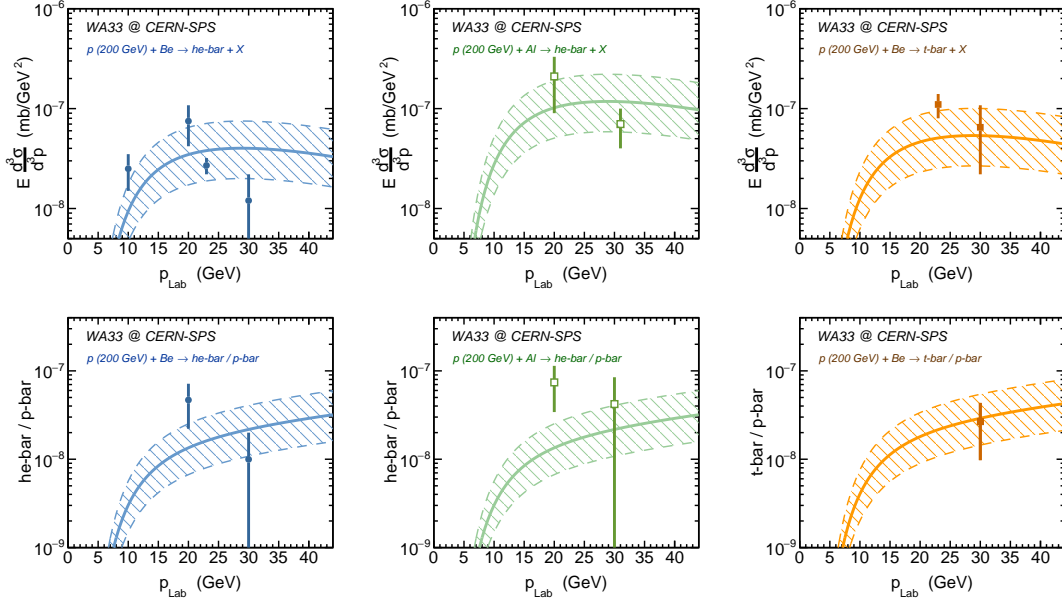 WA33 @ CERN-SPS
p (200 GeV) + Be → he-bar + X
10⁻⁶
10⁻⁷
10⁻⁸
E d³σ/d³p (mb/GeV²)
0 5 10 15 20 25 30 35 40
p_Lab (GeV)
WA33 @ CERN-SPS
p (200 GeV) + Al → he-bar + X
10⁻⁶
10⁻⁷
10⁻⁸
E d³σ/d³p (mb/GeV²)
0 5 10 15 20 25 30 35 40
p_Lab (GeV)
WA33 @ CERN-SPS
p (200 GeV) + Be → t-bar + X
10⁻⁶
10⁻⁷
10⁻⁸
E d³σ/d³p (mb/GeV²)
0 5 10 15 20 25 30 35 40
p_Lab (GeV)
WA33 @ CERN-SPS
p (200 GeV) + Be → he-bar / p-bar
10⁻⁷
10⁻⁸
10⁻⁹
he-bar / p-bar
0 5 10 15 20 25 30 35 40
p_Lab (GeV)
WA33 @ CERN-SPS
p (200 GeV) + Al → he-bar / p-bar
10⁻⁷
10⁻⁸
10⁻⁹
he-bar / p-bar
0 5 10 15 20 25 30 35 40
p_Lab (GeV)
WA33 @ CERN-SPS
p (200 GeV) + Be → t-bar / p-bar
10⁻⁷
10⁻⁸
10⁻⁹
t-bar / p-bar
0 5 10 15 20 25 30 35 40
p_Lab (GeV)